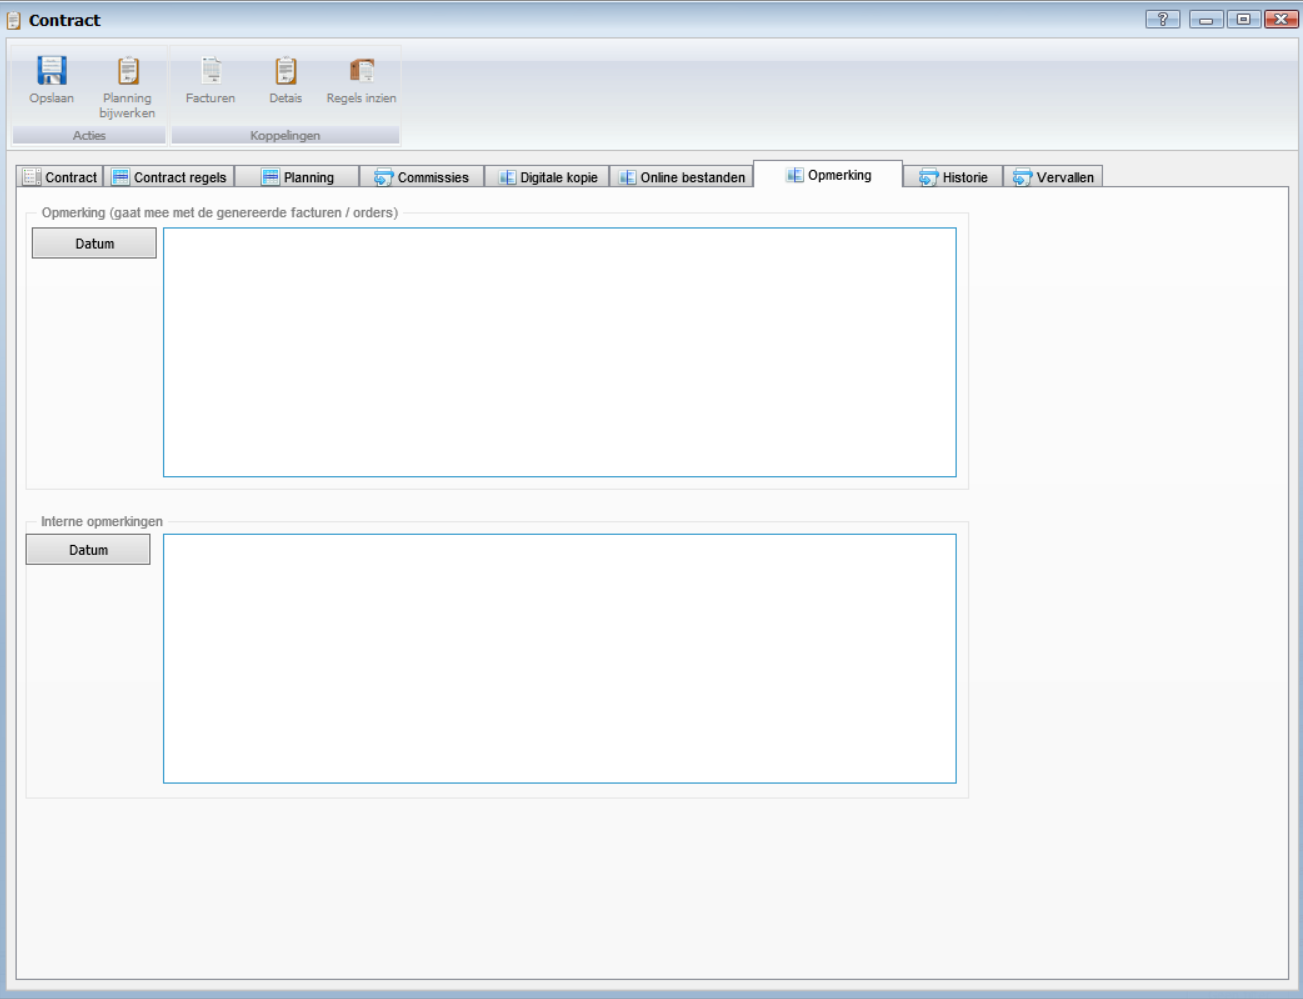 Contract
Opslaan
Planning bijwerken
Facturen
Detais
Regels inzien
Acties
Koppelingen
Contract
Contract regels
Planning
Commissies
Digitale kopie
Online bestanden
Opmerking
Historie
Vervallen
Opmerking (gaat mee met de genereerde facturen / orders)
Datum
Interne opmerkingen
Datum